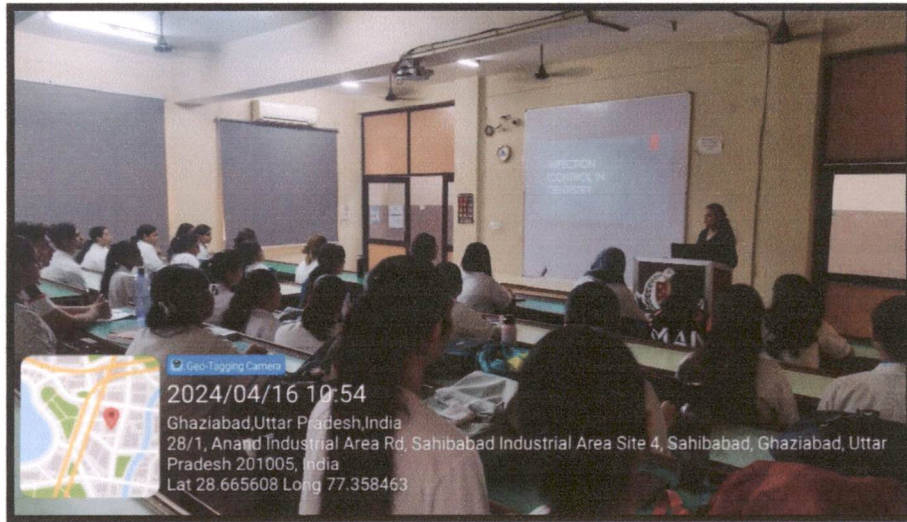 INFECTION
CONTROL IN
DENTISTRY
MAN
Geo-Tagging Camera
2024/04/16 10:54
Ghaziabad,Uttar Pradesh,India
28/1, Anand Industrial Area Rd, Sahibabad Industrial Area Site 4, Sahibabad, Ghaziabad, Uttar
Pradesh 201005, India
Lat 28.665608 Long 77.358463